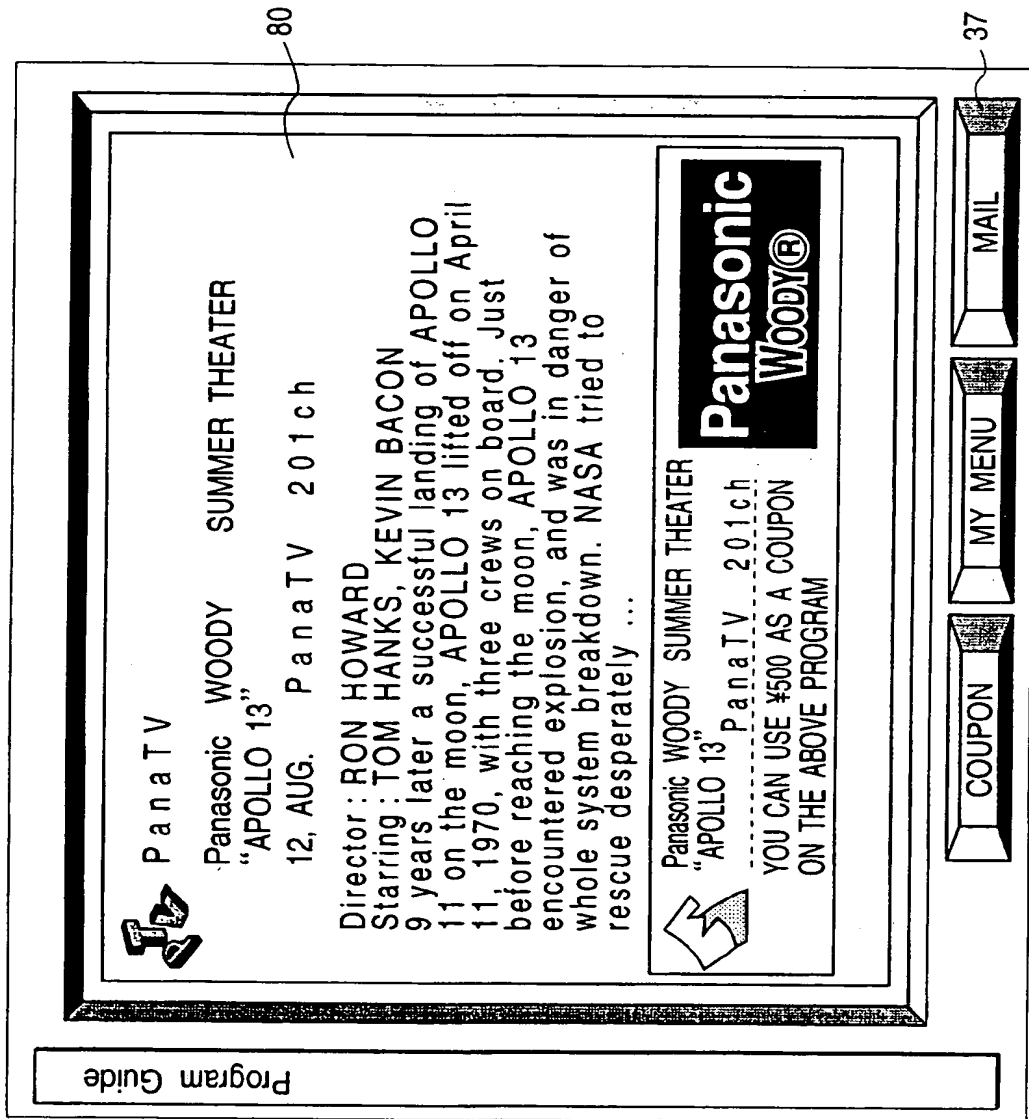 Program Guide
PanaTV
Panasonic WOODY SUMMER THEATER
“APOLLO 13”
12, AUG. PanaTV 201ch
Director : RON HOWARD
Starring : TOM HANKS, KEVIN BACON
9 years later a successful landing of APOLLO
11 on the moon, APOLLO 13 lifted off on April
11, 1970, with three crews on board. Just
before reaching the moon, APOLLO 13
encountered explosion, and was in danger of
whole system breakdown. NASA tried to
rescue desperately ...
Panasonic WOODY SUMMER THEATER
“APOLLO 13”
PanaTV 201ch
YOU CAN USE ¥500 AS A COUPON
ON THE ABOVE PROGRAM
Panasonic
WOODY®
COUPON
MY MENU
MAIL
80
37